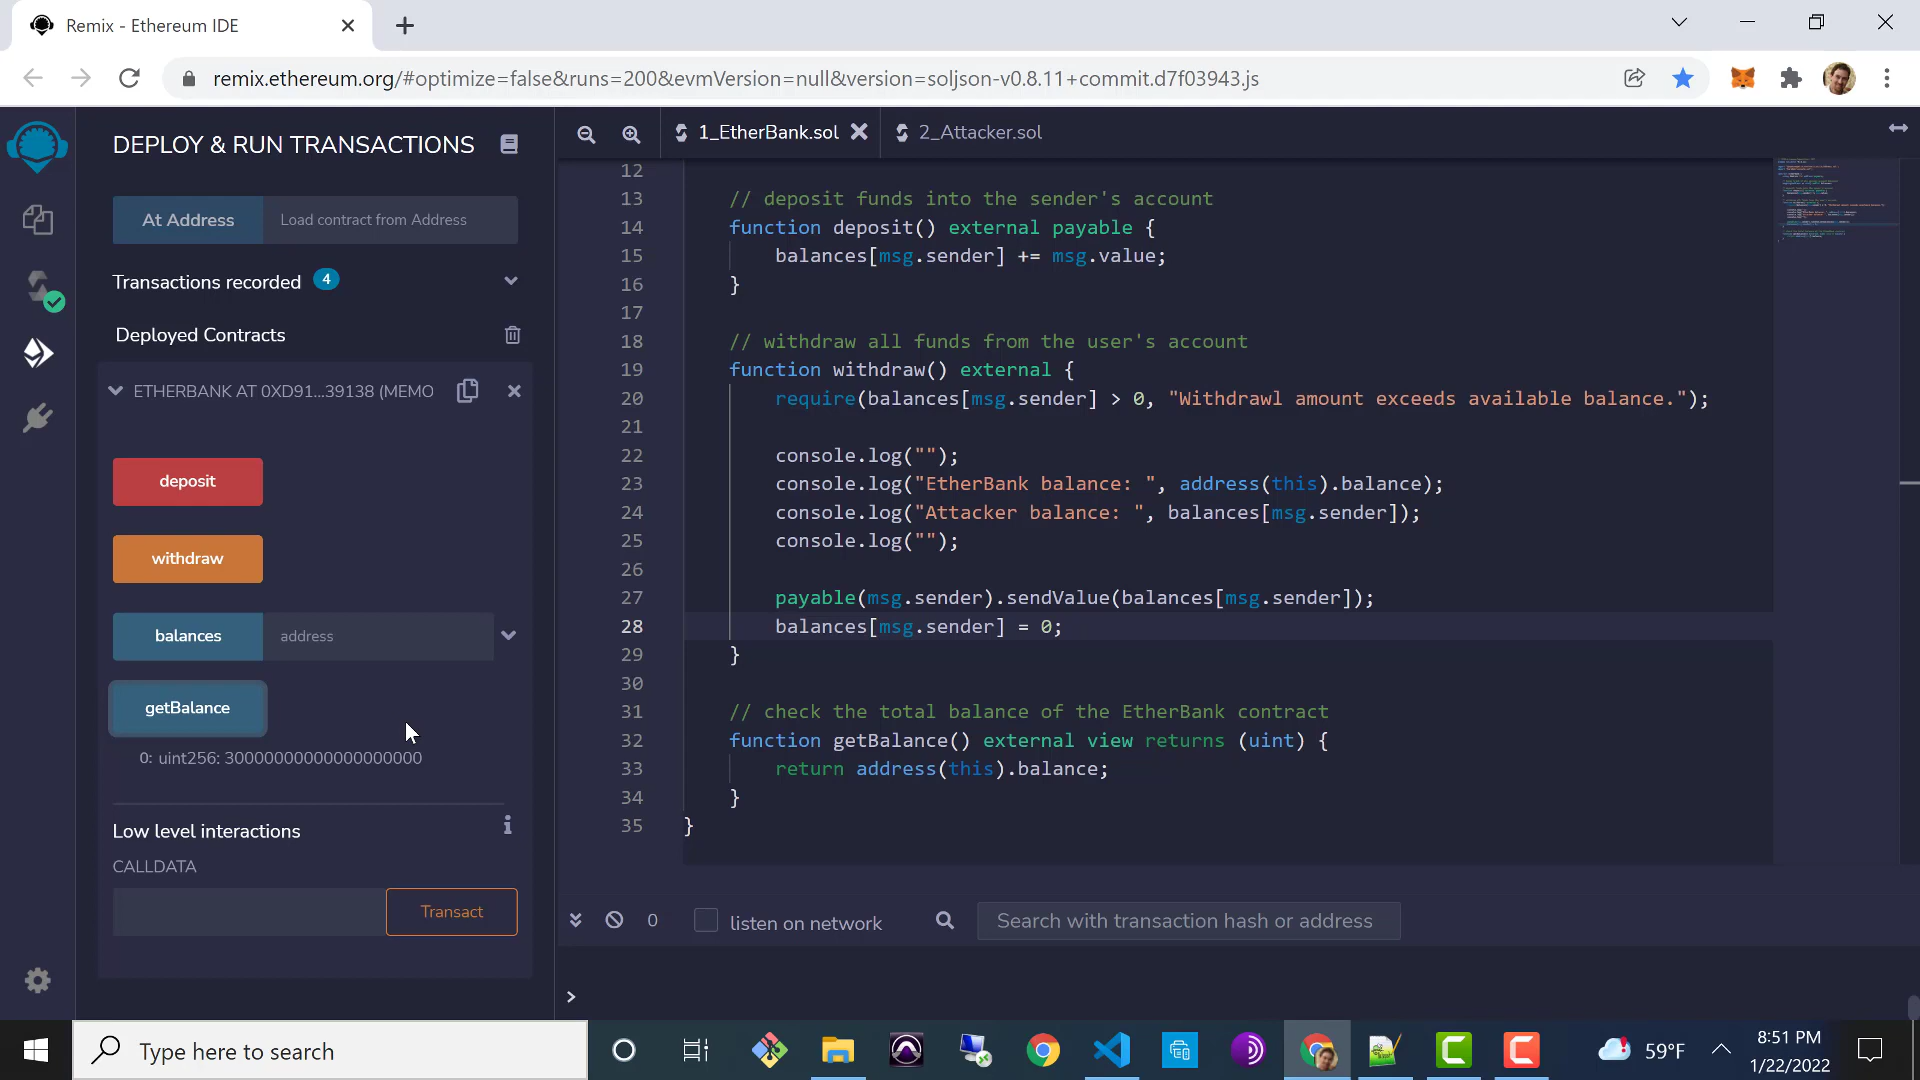 Remix - Ethereum IDE
remix.ethereum.org/#optimize=false&runs=200&evmVersion=null&version=soljson-v0.8.11+commit.d7f03943.js
DEPLOY & RUN TRANSACTIONS
At Address
Load contract from Address
Transactions recorded 4
Deployed Contracts
ETHERBANK AT 0XD91...39138 (MEMO
deposit
withdraw
balances
address
getBalance
0: uint256: 30000000000000000000
Low level interactions
CALLDATA
Transact
1_EtherBank.sol
2_Attacker.sol
12
13 // deposit funds into the sender's account
14 function deposit() external payable {
15 balances[msg.sender] += msg.value;
16 }
17
18 // withdraw all funds from the user's account
19 function withdraw() external {
20 require(balances[msg.sender] > 0, "Withdrawl amount exceeds available balance.");
21
22 console.log("");
23 console.log("EtherBank balance: ", address(this).balance);
24 console.log("Attacker balance: ", balances[msg.sender]);
25 console.log("");
26
27 payable(msg.sender).sendValue(balances[msg.sender]);
28 balances[msg.sender] = 0;
29 }
30
31 // check the total balance of the EtherBank contract
32 function getBalance() external view returns (uint) {
33 return address(this).balance;
34 }
35 }
0
listen on network
Search with transaction hash or address
>
Type here to search
59°F
8:51 PM
1/22/2022